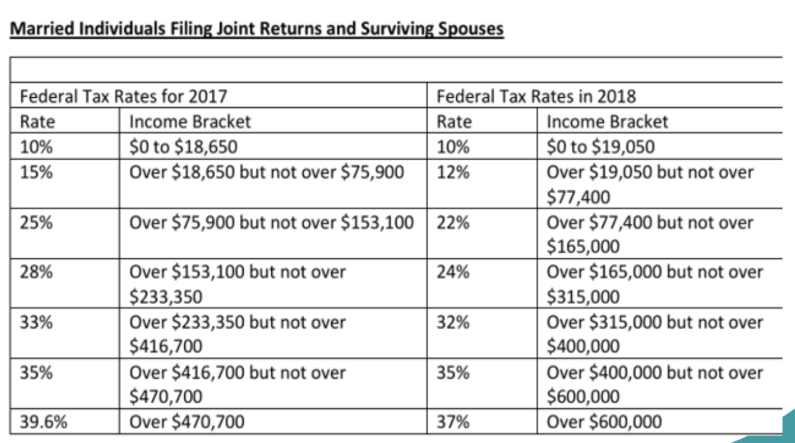 Married Individuals Filing Joint Returns and Surviving Spouses
Federal Tax Rates for 2017 Federal Tax Rates in 2018
Rate Income Bracket Rate Income Bracket
10% $0 to $18,650 10% $0 to $19,050
15% Over $18,650 but not over $75,900 12% Over $19,050 but not over
$77,400
25% Over $75,900 but not over $153,100 22% Over $77,400 but not over
$165,000
28% Over $153,100 but not over 24% Over $165,000 but not over
$233,350 $315,000
33% Over $233,350 but not over 32% Over $315,000 but not over
$416,700 $400,000
35% Over $416,700 but not over 35% Over $400,000 but not over
$470,700 $600,000
39.6% Over $470,700 37% Over $600,000